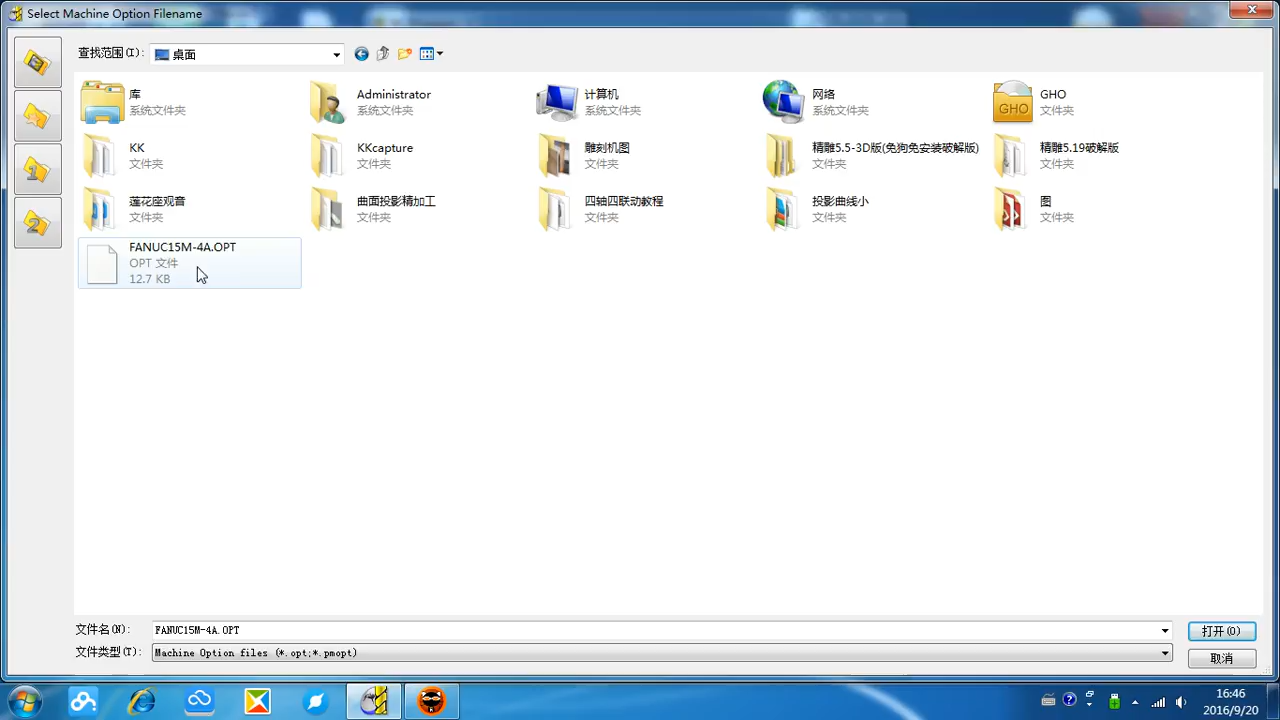 Select Machine Option Filename
查找范围(I):
桌面
库
系统文件夹
Administrator
系统文件夹
计算机
系统文件夹
网络
系统文件夹
GHO
GHO
文件夹
KK
文件夹
KKcapture
文件夹
雕刻机图
文件夹
精雕5.5-3D版(免狗免安装破解版)
文件夹
精雕5.19破解版
文件夹
莲花座观音
文件夹
曲面投影精加工
文件夹
四轴四联动教程
文件夹
投影曲线小
文件夹
图
文件夹
FANUC15M-4A.OPT
OPT 文件
12.7 KB
文件名(N):
FANUC15M-4A.OPT
打开(O)
文件类型(T):
Machine Option files (*.opt;*.pmopt)
取消
16:46
2016/9/20